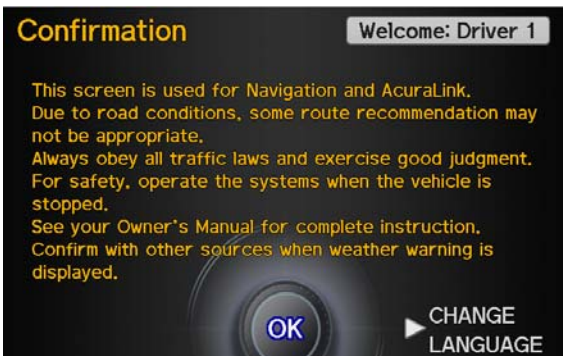 Confirmation
Welcome: Driver 1
This screen is used for Navigation and AcuraLink.
Due to road conditions, some route recommendation may
not be appropriate.
Always obey all traffic laws and exercise good judgment.
For safety, operate the systems when the vehicle is
stopped.
See your Owner's Manual for complete instruction.
Confirm with other sources when weather warning is
displayed.
OK
CHANGE
LANGUAGE